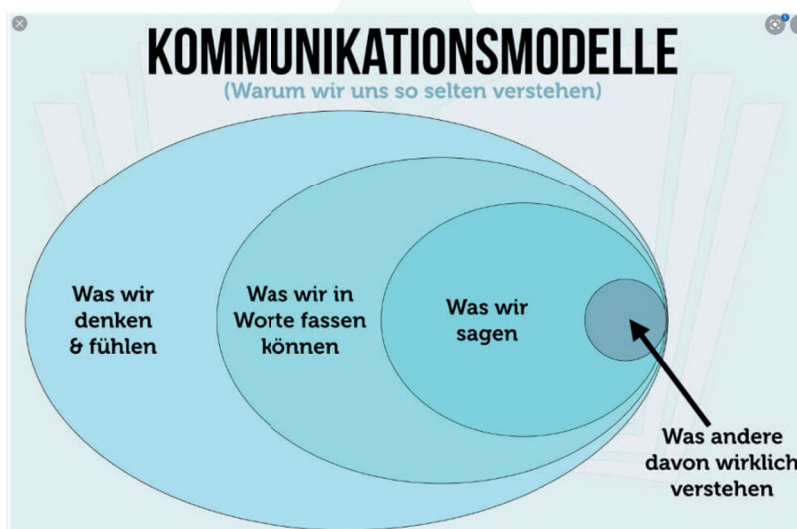 KOMMUNIKATIONSMODELLE
(Warum wir uns so selten verstehen)
Was wir
denken
& fühlen
Was wir in
Worte fassen
können
Was wir
sagen
Was andere
davon wirklich
verstehen
1